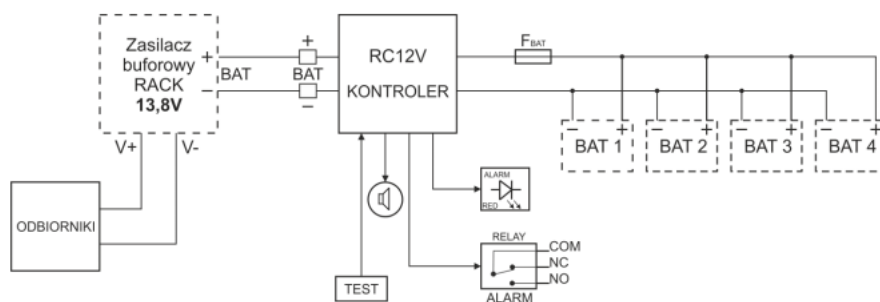 Zasilacz
buforowy
RACK
13,8V
+
BAT
−
V+
V-
ODBIORNIKI
+
BAT
−
RC12V
KONTROLER
FBAT
− +
BAT 1
− +
BAT 2
− +
BAT 3
− +
BAT 4
ALARM
RED
RELAY
COM
NC
NO
ALARM
TEST